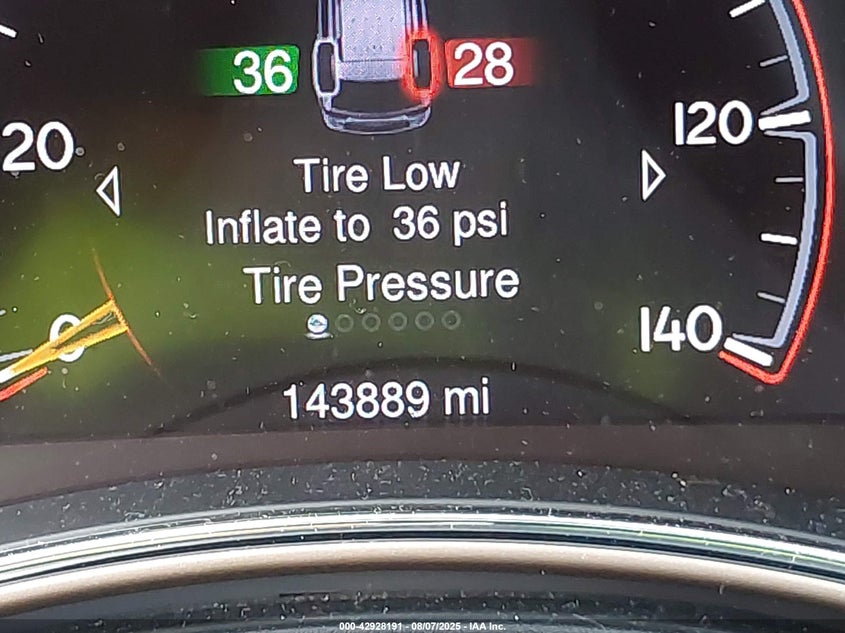 36 28
120
20
Tire Low
Inflate to 36 psi
Tire Pressure
0
140
143889 mi
000-42928191 - 08/07/2025 - IAA Inc.